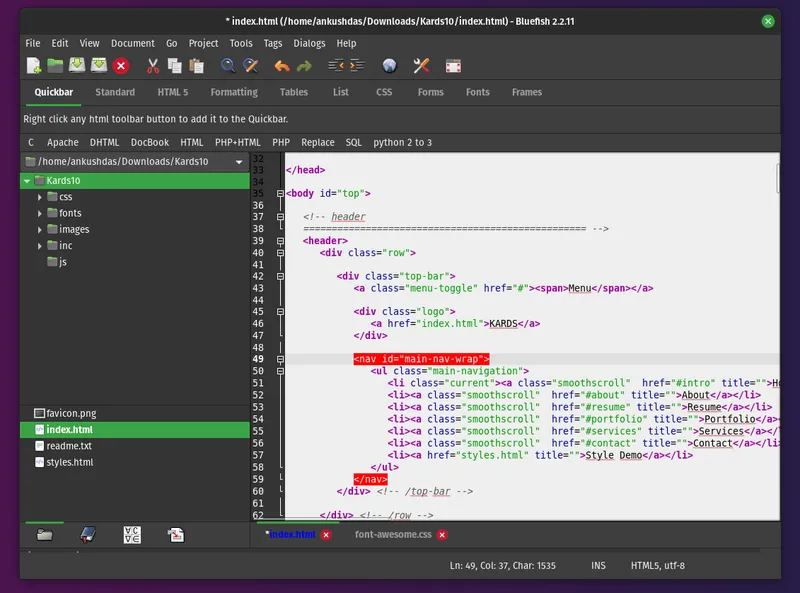 * index.html (/home/ankushdas/Downloads/Kards10/index.html) - Bluefish 2.2.11
File Edit View Document Go Project Tools Tags Dialogs Help
Quickbar Standard HTML 5 Formatting Tables List CSS Forms Fonts Frames
Right click any html toolbar button to add it to the Quickbar.
C Apache DHTML DocBook HTML PHP+HTML PHP Replace SQL python 2 to 3
/home/ankushdas/Downloads/Kards10
Kards10
css
fonts
images
inc
js
favicon.png
index.html
readme.txt
styles.html
32
33 </head>
34
35 <body id="top">
36
37 <!-- header
38 ================================================== -->
39 <header>
40 <div class="row">
41
42 <div class="top-bar">
43 <a class="menu-toggle" href="#"><span>Menu</span></a>
44
45 <div class="logo">
46 <a href="index.html">KARDS</a>
47 </div>
48
49 <nav id="main-nav-wrap">
50 <ul class="main-navigation">
51 <li class="current"><a class="smoothscroll"  href="#intro" title="">Ho
52 <li><a class="smoothscroll"  href="#about" title="">About</a></li>
53 <li><a class="smoothscroll"  href="#resume" title="">Resume</a></li>
54 <li><a class="smoothscroll"  href="#portfolio" title="">Portfolio</a>
55 <li><a class="smoothscroll"  href="#services" title="">Services</a></
56 <li><a class="smoothscroll"  href="#contact" title="">Contact</a></li>
57 <li><a href="styles.html" title="">Style Demo</a></li>
58 </ul>
59 </nav>
60 </div> <!-- /top-bar -->
61
62 </div> <!-- /row -->
*index.html font-awesome.css
Ln: 49, Col: 37, Char: 1535 INS HTML5, utf-8